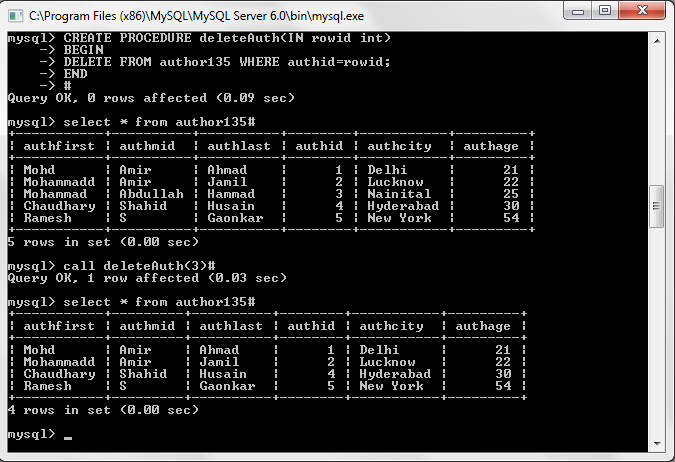 C:\Program Files (x86)\MySQL\MySQL Server 6.0\bin\mysql.exe
mysql> CREATE PROCEDURE deleteAuth(IN rowid int)
    -> BEGIN
    -> DELETE FROM author135 WHERE authid=rowid;
    -> END
    -> #
Query OK, 0 rows affected (0.09 sec)
mysql> select * from author135#
+-----------+----------+----------+--------+-----------+---------+
| authfirst | authmid | authlast | authid | authcity | authage |
+-----------+----------+----------+--------+-----------+---------+
| Mohd | Amir | Ahmad | 1 | Delhi | 21 |
| Mohammadd | Amir | Jamil | 2 | Lucknow | 22 |
| Mohammad | Abdullah | Hammad | 3 | Nainital | 25 |
| Chaudhary | Shahid | Husain | 4 | Hyderabad | 30 |
| Ramesh | S | Gaonkar | 5 | New York | 54 |
+-----------+----------+----------+--------+-----------+---------+
5 rows in set (0.00 sec)
mysql> call deleteAuth(3)#
Query OK, 1 row affected (0.03 sec)
mysql> select * from author135#
+-----------+---------+----------+--------+-----------+---------+
| authfirst | authmid | authlast | authid | authcity | authage |
+-----------+---------+----------+--------+-----------+---------+
| Mohd | Amir | Ahmad | 1 | Delhi | 21 |
| Mohammadd | Amir | Jamil | 2 | Lucknow | 22 |
| Chaudhary | Shahid | Husain | 4 | Hyderabad | 30 |
| Ramesh | S | Gaonkar | 5 | New York | 54 |
+-----------+---------+----------+--------+-----------+---------+
4 rows in set (0.00 sec)
mysql> _